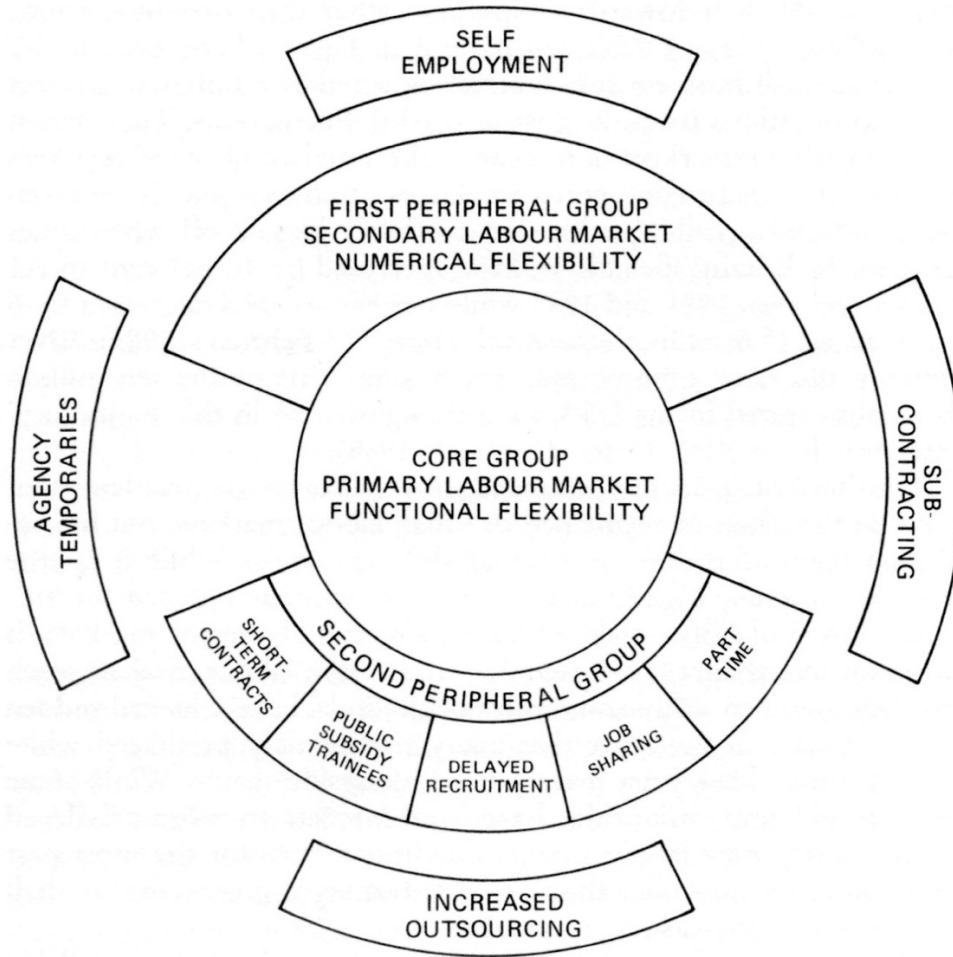 SELF
EMPLOYMENT
FIRST PERIPHERAL GROUP
SECONDARY LABOUR MARKET
NUMERICAL FLEXIBILITY
AGENCY
TEMPORARIES
CORE GROUP
PRIMARY LABOUR MARKET
FUNCTIONAL FLEXIBILITY
SUB-
CONTRACTING
SECOND PERIPHERAL GROUP
SHORT-
TERM
CONTRACTS
PUBLIC
SUBSIDY
TRAINEES
DELAYED
RECRUITMENT
JOB
SHARING
PART
TIME
INCREASED
OUTSOURCING